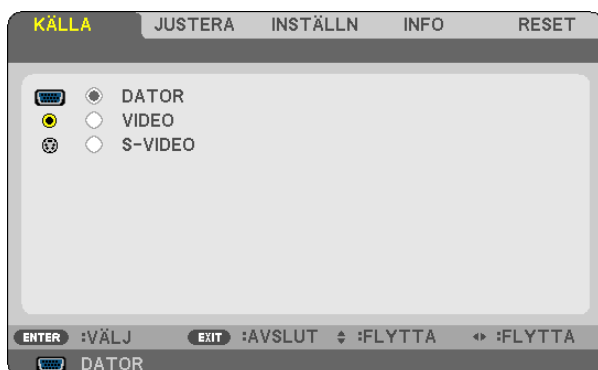 KÄLLA JUSTERA INSTÄLLN INFO RESET
DATOR
VIDEO
S-VIDEO
ENTER :VÄLJ EXIT :AVSLUT :FLYTTA :FLYTTA
DATOR